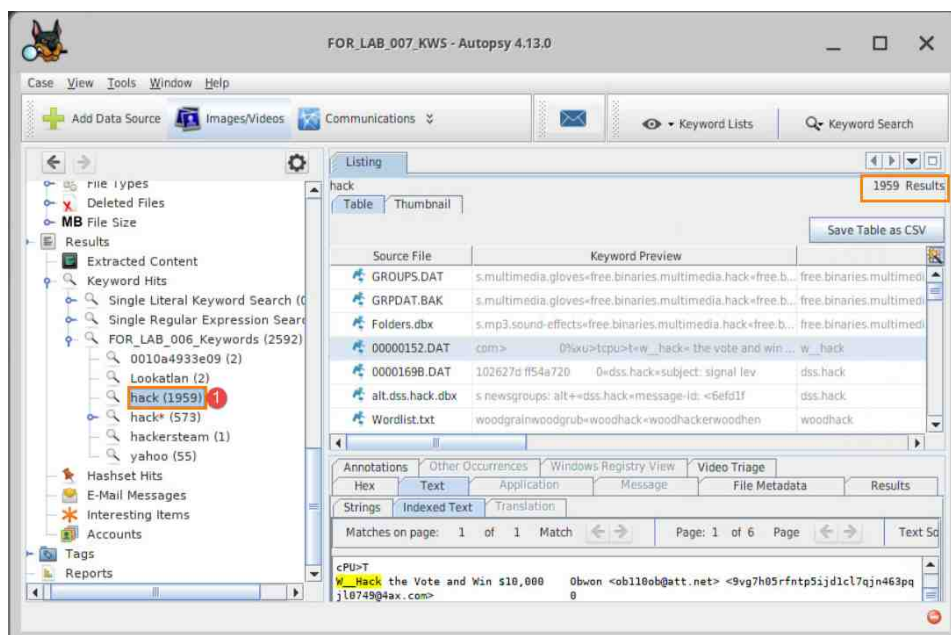 FOR_LAB_007_KWS - Autopsy 4.13.0
Case View Tools Window Help
Add Data Source Images/Videos Communications Keyword Lists Keyword Search
File Types
Deleted Files
MB File Size
Results
Extracted Content
Keyword Hits
Single Literal Keyword Search (0
Single Regular Expression Sear
FOR_LAB_006_Keywords (2592)
0010a4933e09 (2)
Lookatlan (2)
hack (1959) 1
hack* (573)
hackersteam (1)
yahoo (55)
Hashset Hits
E-Mail Messages
Interesting Items
Accounts
Tags
Reports
Listing
hack 1959 Results
Table Thumbnail
Save Table as CSV
Source File Keyword Preview
GROUPS.DAT s.multimedia.gloves«free.binaries.multimedia.hack«free.b... free.binaries.multimedi
GRPDAT.BAK s.multimedia.gloves«free.binaries.multimedia.hack«free.b... free.binaries.multimedi
Folders.dbx s.mp3.sound-effects«free.binaries.multimedia.hack«free.b... free.binaries.multimedi
00000152.DAT com> 0%xu>tcpu>t«w__hack« the vote and win ... w__hack
0000169B.DAT 102627d ff54a720 0«dss.hack«subject: signal lev dss.hack
alt.dss.hack.dbx s newsgroups: alt+«dss.hack«message-id: <6efd1f dss.hack
Wordlist.txt woodgrainwoodgrub«woodhack«woodhackerwoodhen woodhack
Annotations Other Occurrences Windows Registry View Video Triage
Hex Text Application Message File Metadata Results
Strings Indexed Text Translation
Matches on page: 1 of 1 Match Page: 1 of 6 Page Text So
cPU>T
W__Hack the Vote and Win $10,000 Obwon <ob110ob@att.net> <9vg7h05rfntp5ijd1cl7qjn463pq
jl0749@4ax.com> 0